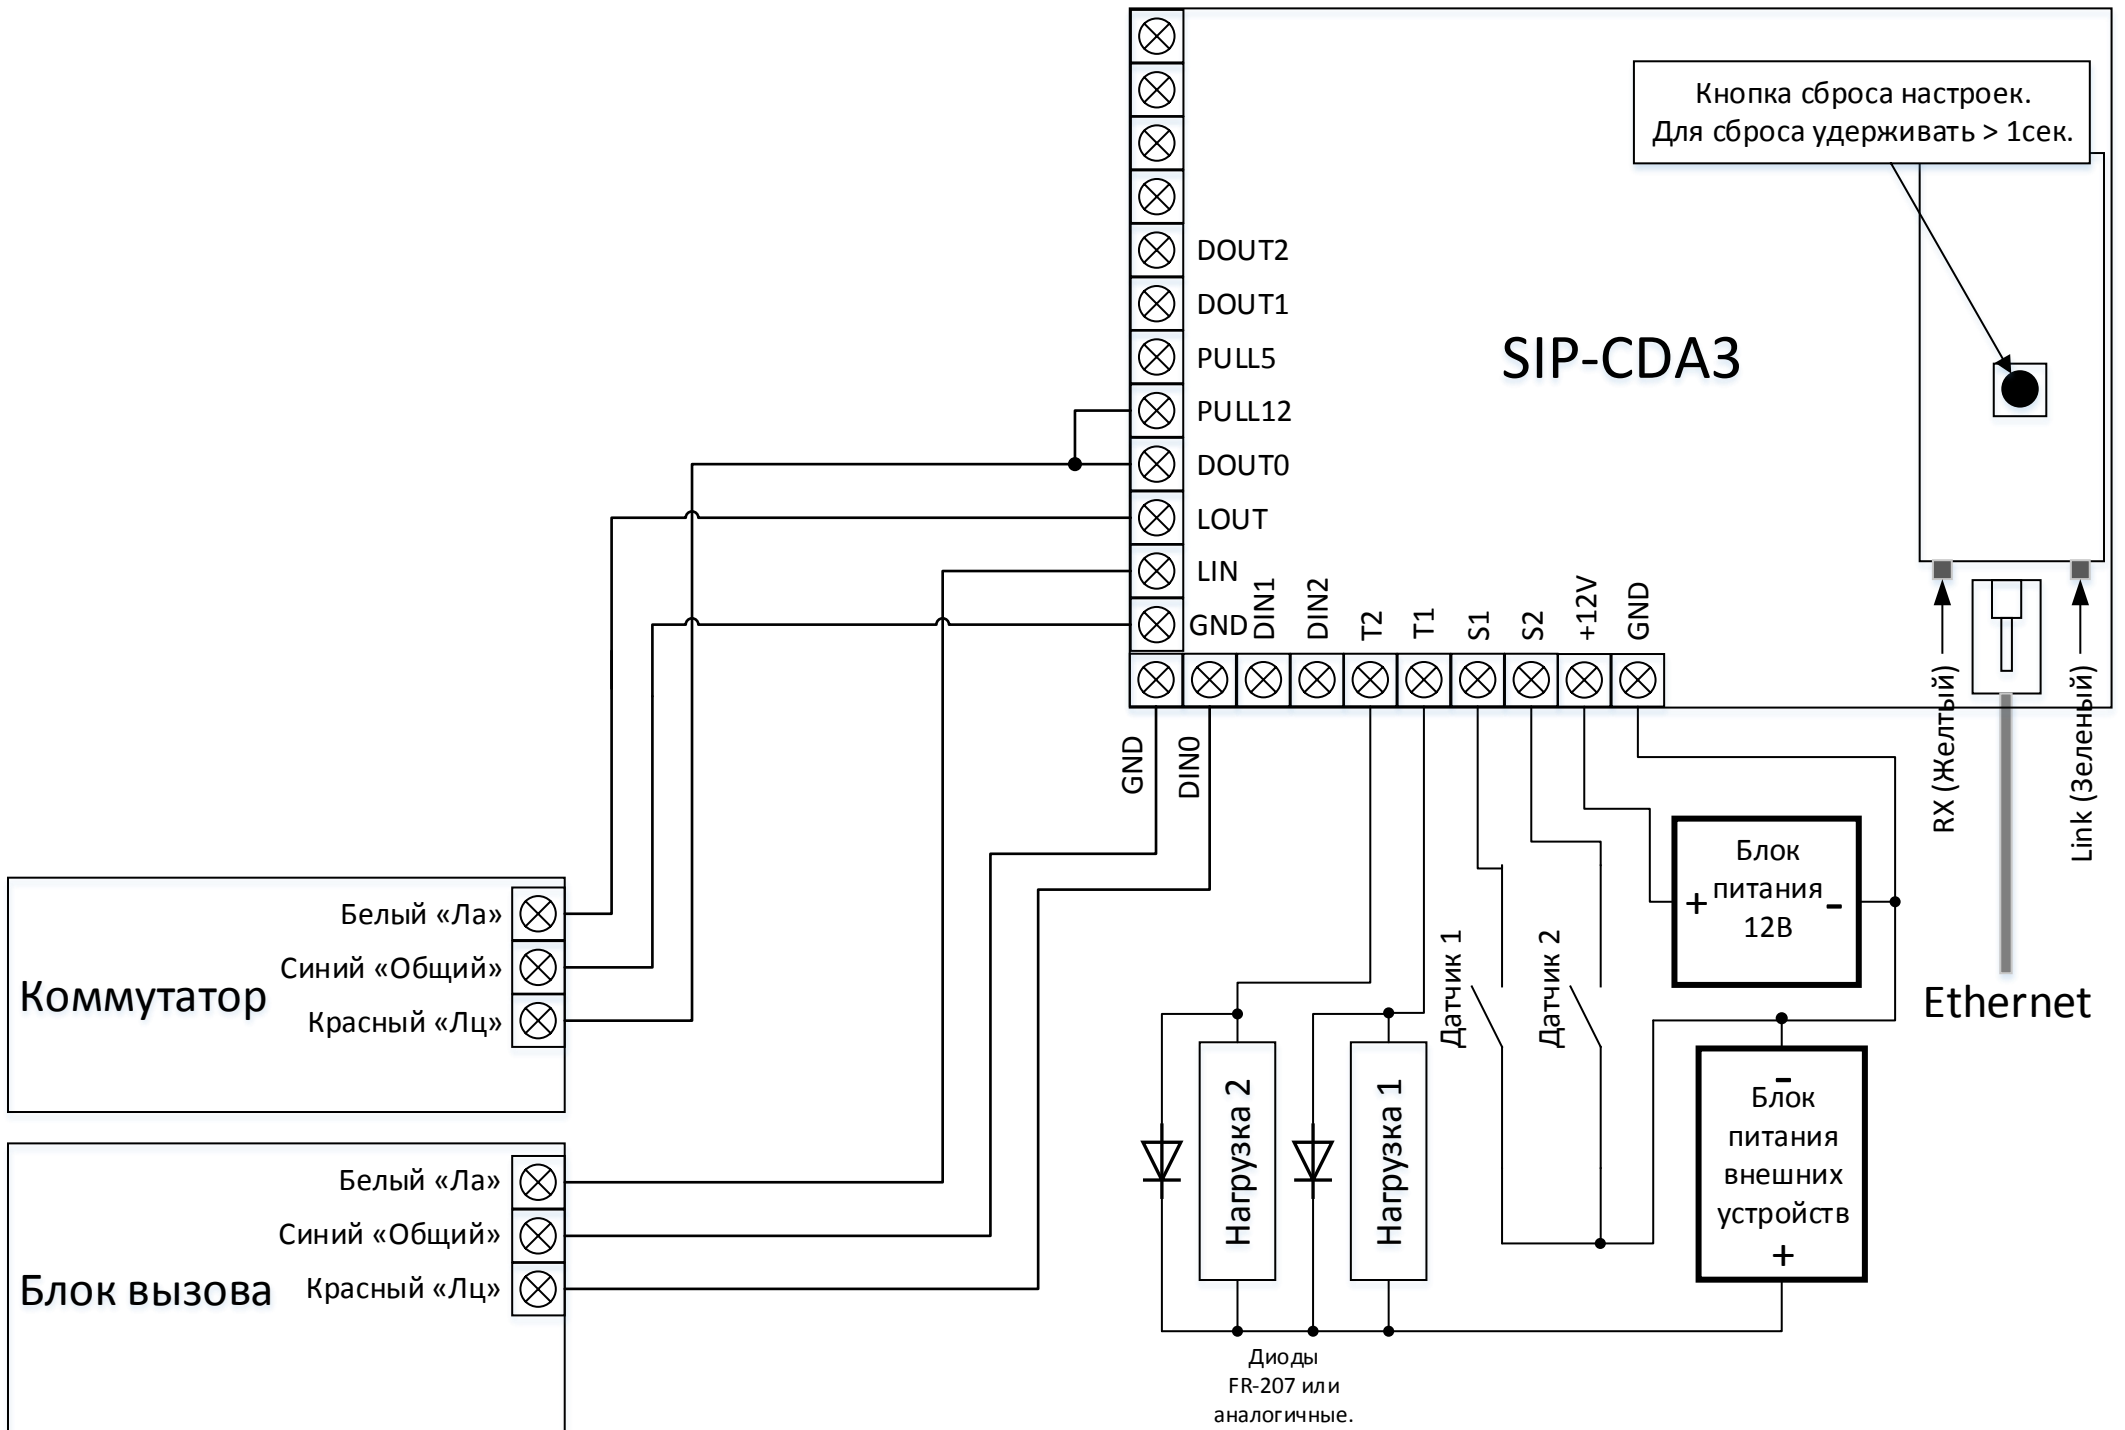 Кнопка сброса настроек.
Для сброса удерживать > 1сек.
DOUT2
DOUT1
PULL5
PULL12
DOUT0
LOUT
LIN
GND
SIP-CDA3
DIN1
DIN2
T2
T1
S1
S2
+12V
GND
GND
DIN0
RX (Желтый)
Link (Зеленый)
Ethernet
Блок
питания
12В
+
-
Коммутатор
Белый «Ла»
Синий «Общий»
Красный «Лц»
Блок вызова
Белый «Ла»
Синий «Общий»
Красный «Лц»
Датчик 1
Датчик 2
Нагрузка 2
Нагрузка 1
-
Блок
питания
внешних
устройств
+
Диоды
FR-207 или
аналогичные.